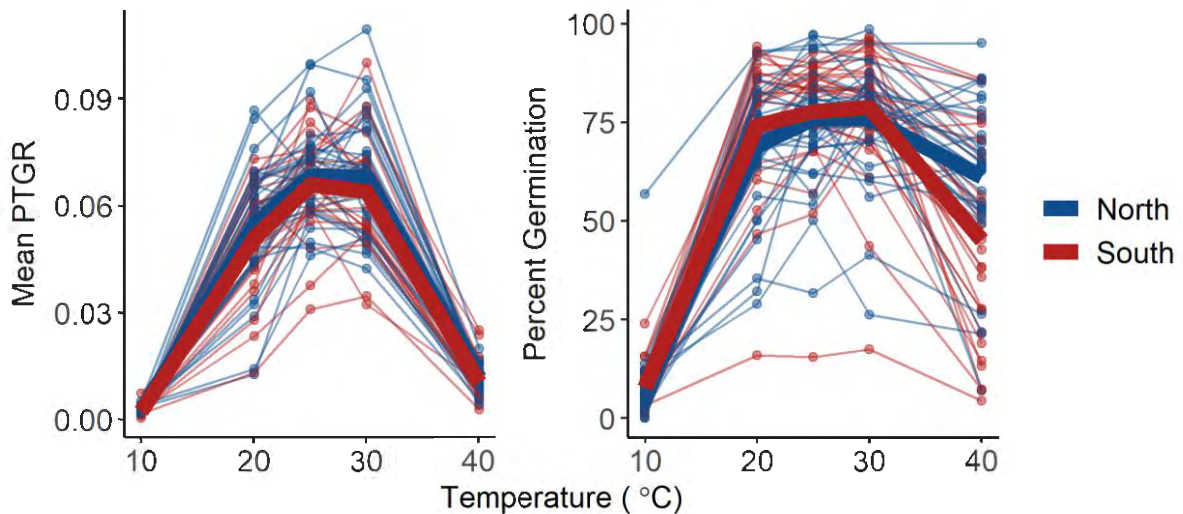 Mean PTGR
0.09
0.06
0.03
0.00
10 20 30 40
Percent Germination
100
75
50
25
0
10 20 30 40
Temperature ( °C)
North
South